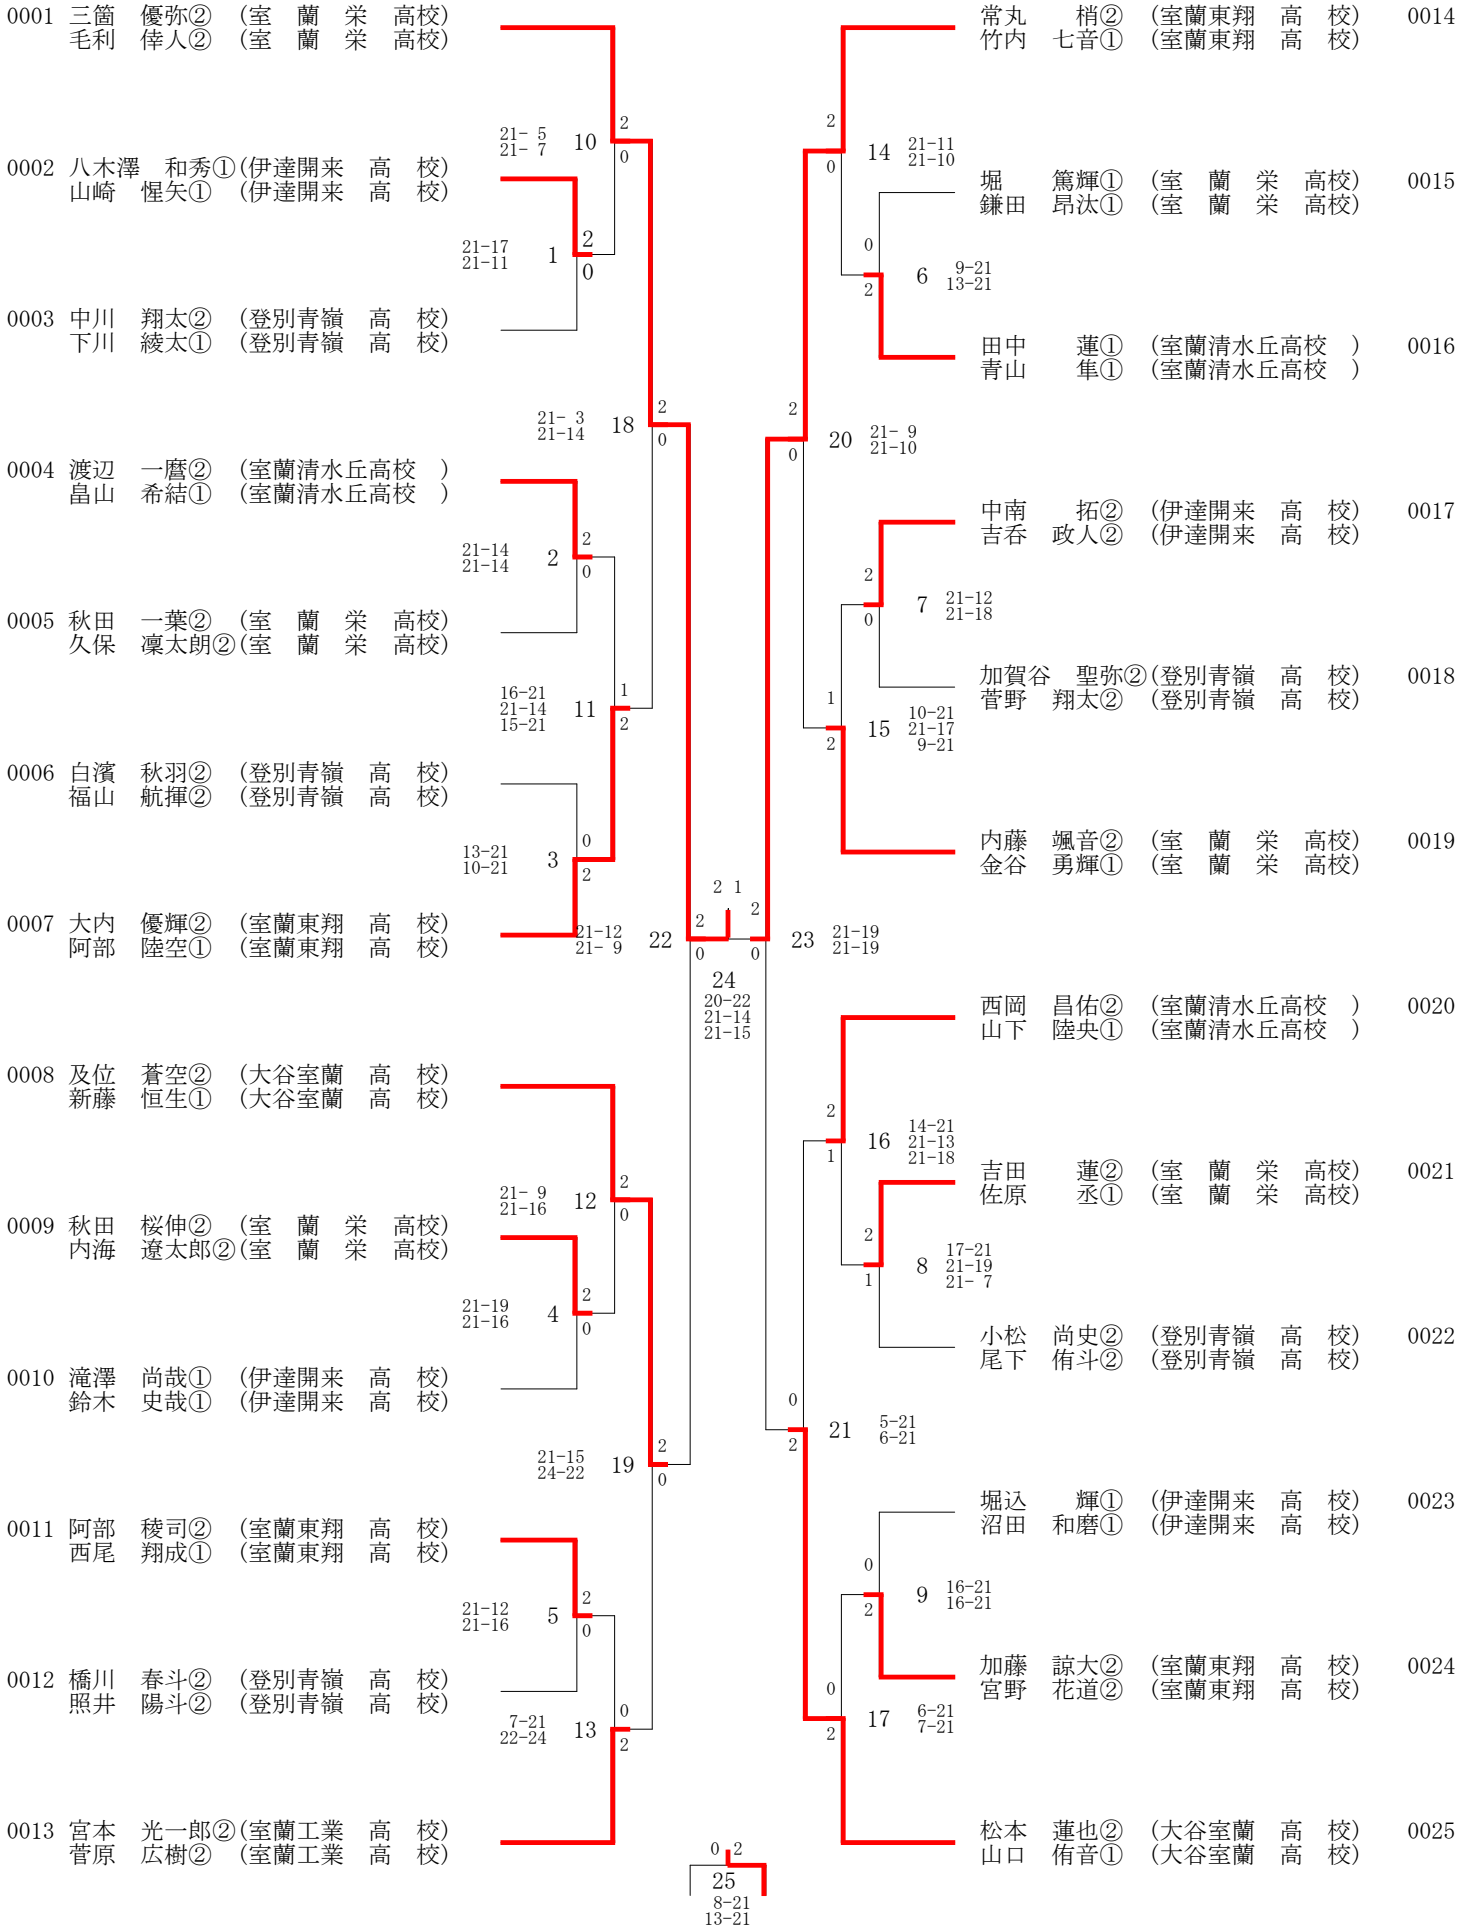 0001 三箇　優弥② （室　蘭　栄　高校）
毛利　倖人② （室　蘭　栄　高校）
21- 5
21- 7
10
2
0
0002 八木澤　和秀①(伊達開来　高　校)
山崎　惺矢① （伊達開来　高　校）
21-17
21-11
1
2
0
0003 中川　翔太② （登別青嶺　高　校）
下川　綾太① （登別青嶺　高　校）
21- 3
21-14
18
2
0
0004 渡辺　一麿② （室蘭清水丘高校　）
畠山　希結① （室蘭清水丘高校　）
21-14
21-14
2
2
0
0005 秋田　一葉② （室　蘭　栄　高校）
久保　凜太朗②(室　蘭　栄　高校)
16-21
21-14
15-21
11
1
2
0006 白濱　秋羽② （登別青嶺　高　校）
福山　航揮② （登別青嶺　高　校）
13-21
10-21
3
0
2
0007 大内　優輝② （室蘭東翔　高　校）
阿部　陸空① （室蘭東翔　高　校）
21-12
21- 9
22
2
0
0008 及位　蒼空② （大谷室蘭　高　校）
新藤　恒生① （大谷室蘭　高　校）
21- 9
21-16
12
2
0
0009 秋田　桜伸② （室　蘭　栄　高校）
内海　遼太郎②(室　蘭　栄　高校)
21-19
21-16
4
2
0
0010 滝澤　尚哉① （伊達開来　高　校）
鈴木　史哉① （伊達開来　高　校）
21-15
24-22
19
2
0
0011 阿部　稜司② （室蘭東翔　高　校）
西尾　翔成① （室蘭東翔　高　校）
21-12
21-16
5
2
0
0012 橋川　春斗② （登別青嶺　高　校）
照井　陽斗② （登別青嶺　高　校）
7-21
22-24
13
0
2
0013 宮本　光一郎②(室蘭工業　高　校)
菅原　広樹② （室蘭工業　高　校）
2 1
24
20-22
21-14
21-15
0 2
25
8-21
13-21
常丸　　梢② （室蘭東翔　高　校） 0014
竹内　七音① （室蘭東翔　高　校）
2
0
14
21-11
21-10
堀　　篤輝① （室　蘭　栄　高校） 0015
鎌田　昂汰① （室　蘭　栄　高校）
0
2
6
9-21
13-21
田中　　蓮① （室蘭清水丘高校　） 0016
青山　　隼① （室蘭清水丘高校　）
2
0
20
21- 9
21-10
中南　　拓② （伊達開来　高　校） 0017
吉呑　政人② （伊達開来　高　校）
2
0
7
21-12
21-18
加賀谷　聖弥②(登別青嶺　高　校) 0018
菅野　翔太② （登別青嶺　高　校）
1
2
15
10-21
21-17
9-21
内藤　颯音② （室　蘭　栄　高校） 0019
金谷　勇輝① （室　蘭　栄　高校）
2
0
23
21-19
21-19
西岡　昌佑② （室蘭清水丘高校　） 0020
山下　陸央① （室蘭清水丘高校　）
2
1
16
14-21
21-13
21-18
吉田　　蓮② （室　蘭　栄　高校） 0021
佐原　　丞① （室　蘭　栄　高校）
2
1
8
17-21
21-19
21- 7
小松　尚史② （登別青嶺　高　校） 0022
尾下　侑斗② （登別青嶺　高　校）
0
2
21
5-21
6-21
堀込　　輝① （伊達開来　高　校） 0023
沼田　和磨① （伊達開来　高　校）
0
2
9
16-21
16-21
加藤　諒大② （室蘭東翔　高　校） 0024
宮野　花道② （室蘭東翔　高　校）
0
2
17
6-21
7-21
松本　蓮也② （大谷室蘭　高　校） 0025
山口　侑音① （大谷室蘭　高　校）